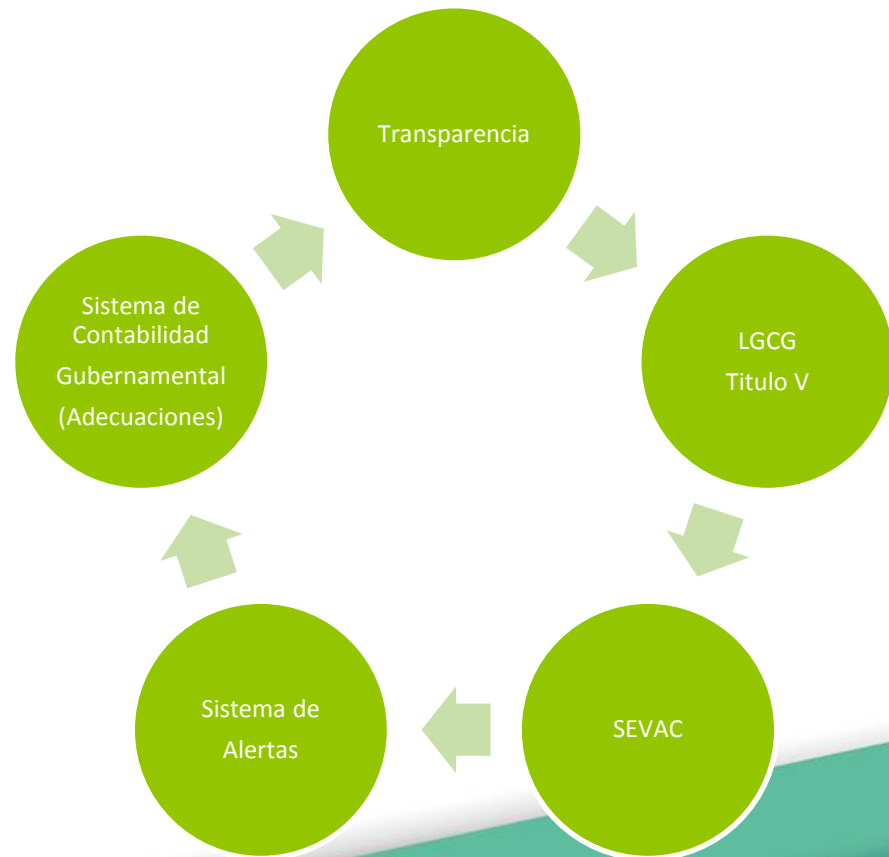 Transparencia
LGCG
Titulo V
SEVAC
Sistema de
Alertas
Sistema de
Contabilidad
Gubernamental
(Adecuaciones)